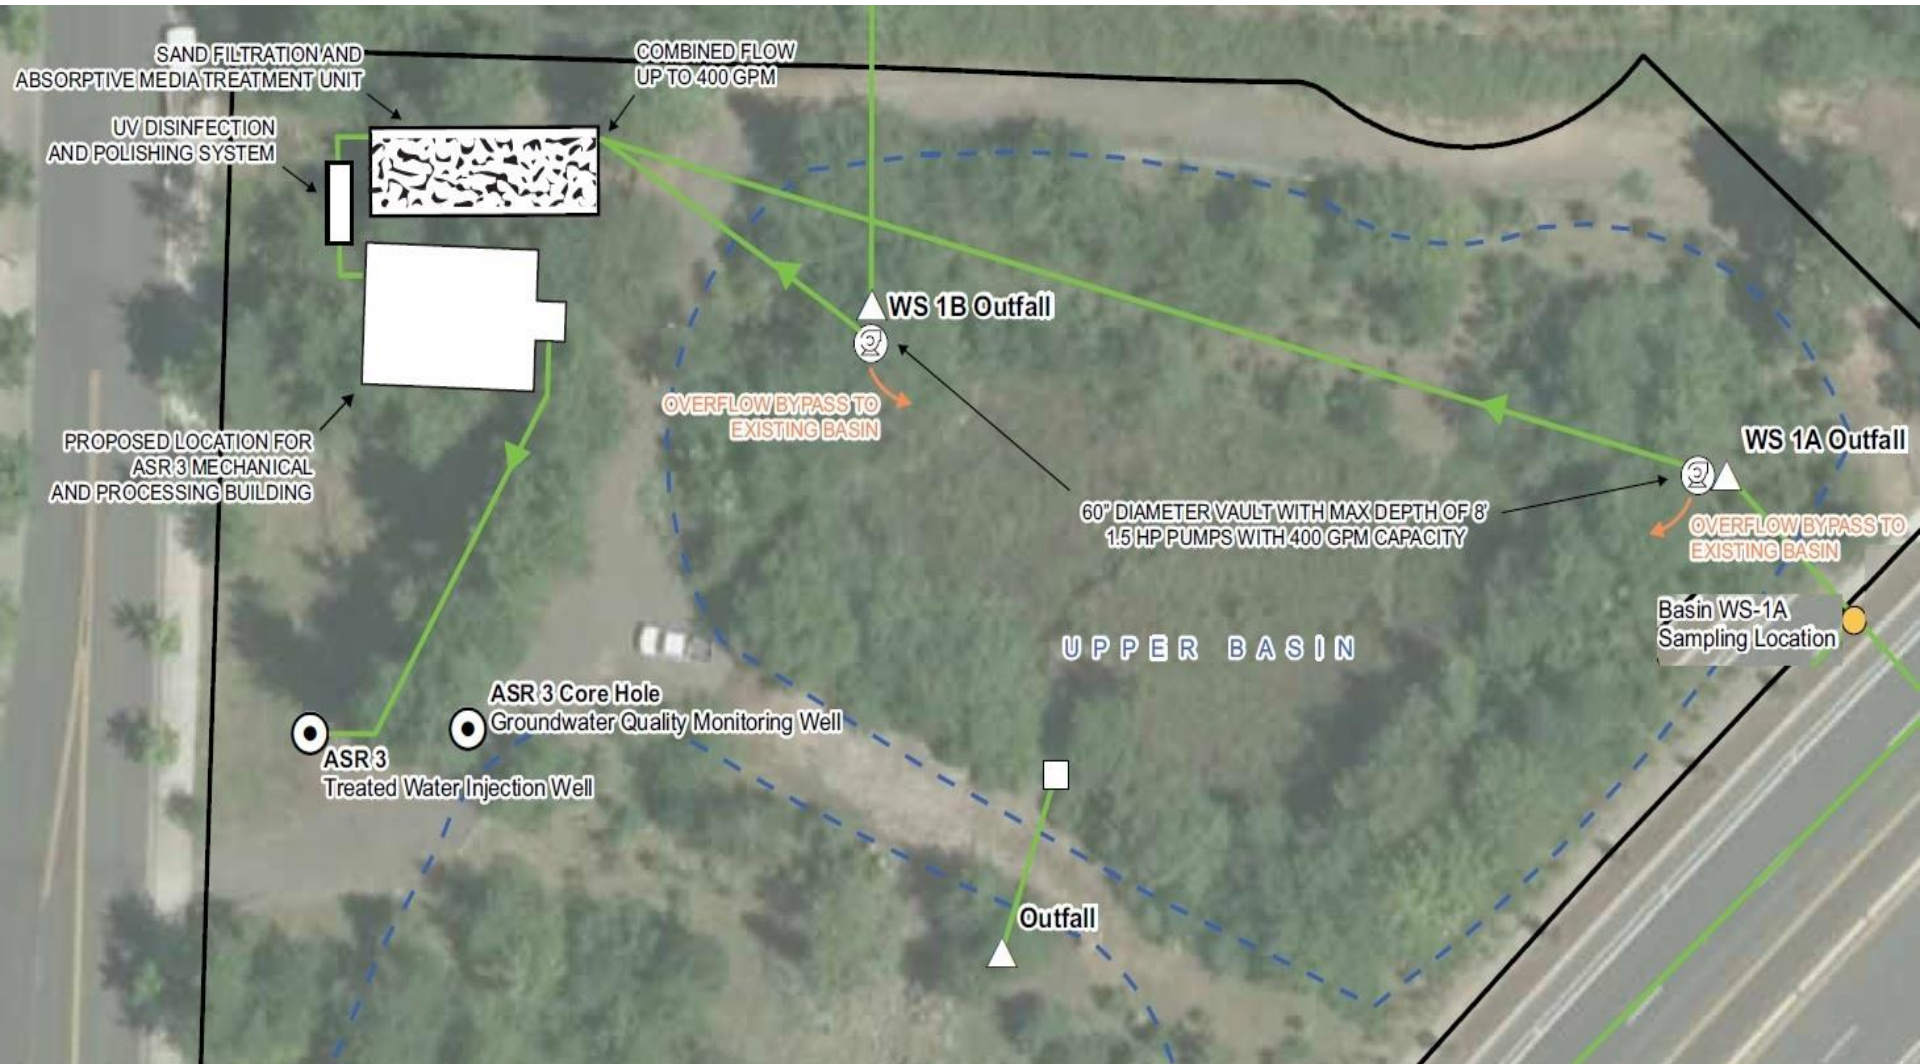 SAND FILTRATION AND
ABSORPTIVE MEDIA TREATMENT UNIT
COMBINED FLOW
UP TO 400 GPM
UV DISINFECTION
AND POLISHING SYSTEM
WS 1B Outfall
OVERFLOW BYPASS TO
EXISTING BASIN
PROPOSED LOCATION FOR
ASR 3 MECHANICAL
AND PROCESSING BUILDING
WS 1A Outfall
60" DIAMETER VAULT WITH MAX DEPTH OF 8'
1.5 HP PUMPS WITH 400 GPM CAPACITY
OVERFLOW BYPASS TO
EXISTING BASIN
Basin WS-1A
Sampling Location
UPPER BASIN
ASR 3 Core Hole
Groundwater Quality Monitoring Well
ASR 3
Treated Water Injection Well
Outfall